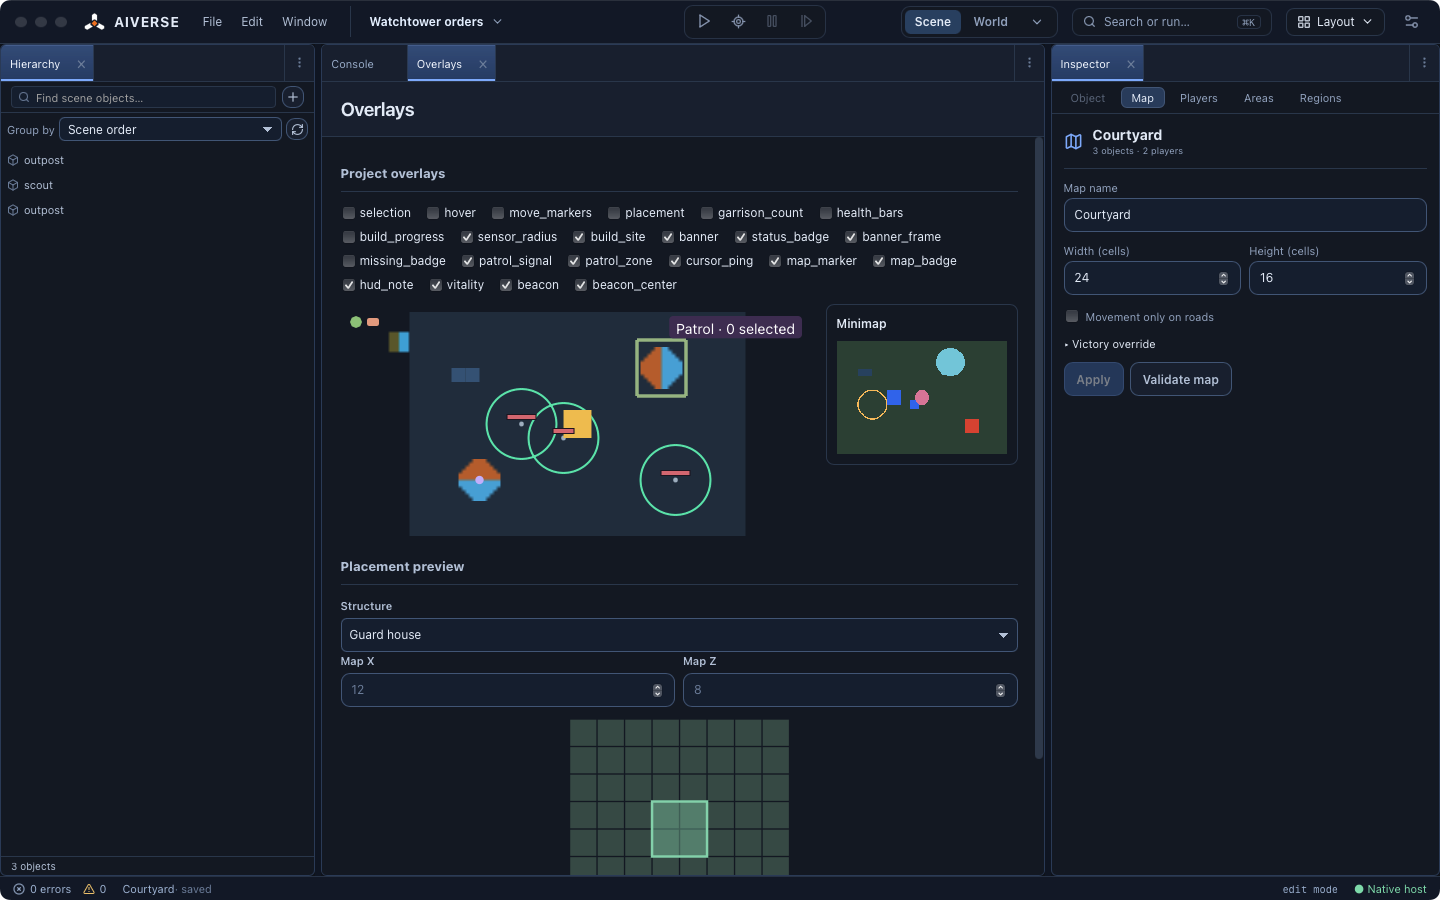 AIVERSE File Edit Window Watchtower orders Scene World Search or run... ⌘K Layout
Hierarchy
Console Overlays
Inspector
Find scene objects...
Group by Scene order
outpost
scout
outpost
3 objects
Overlays
Project overlays
selection hover move_markers placement garrison_count health_bars
build_progress sensor_radius build_site banner status_badge banner_frame
missing_badge patrol_signal patrol_zone cursor_ping map_marker map_badge
hud_note vitality beacon beacon_center
Patrol · 0 selected
Minimap
Placement preview
Structure
Guard house
Map X Map Z
12 8
Object Map Players Areas Regions
Courtyard
3 objects · 2 players
Map name
Courtyard
Width (cells) Height (cells)
24 16
Movement only on roads
Victory override
Apply Validate map
0 errors 0 Courtyard · saved edit mode Native host